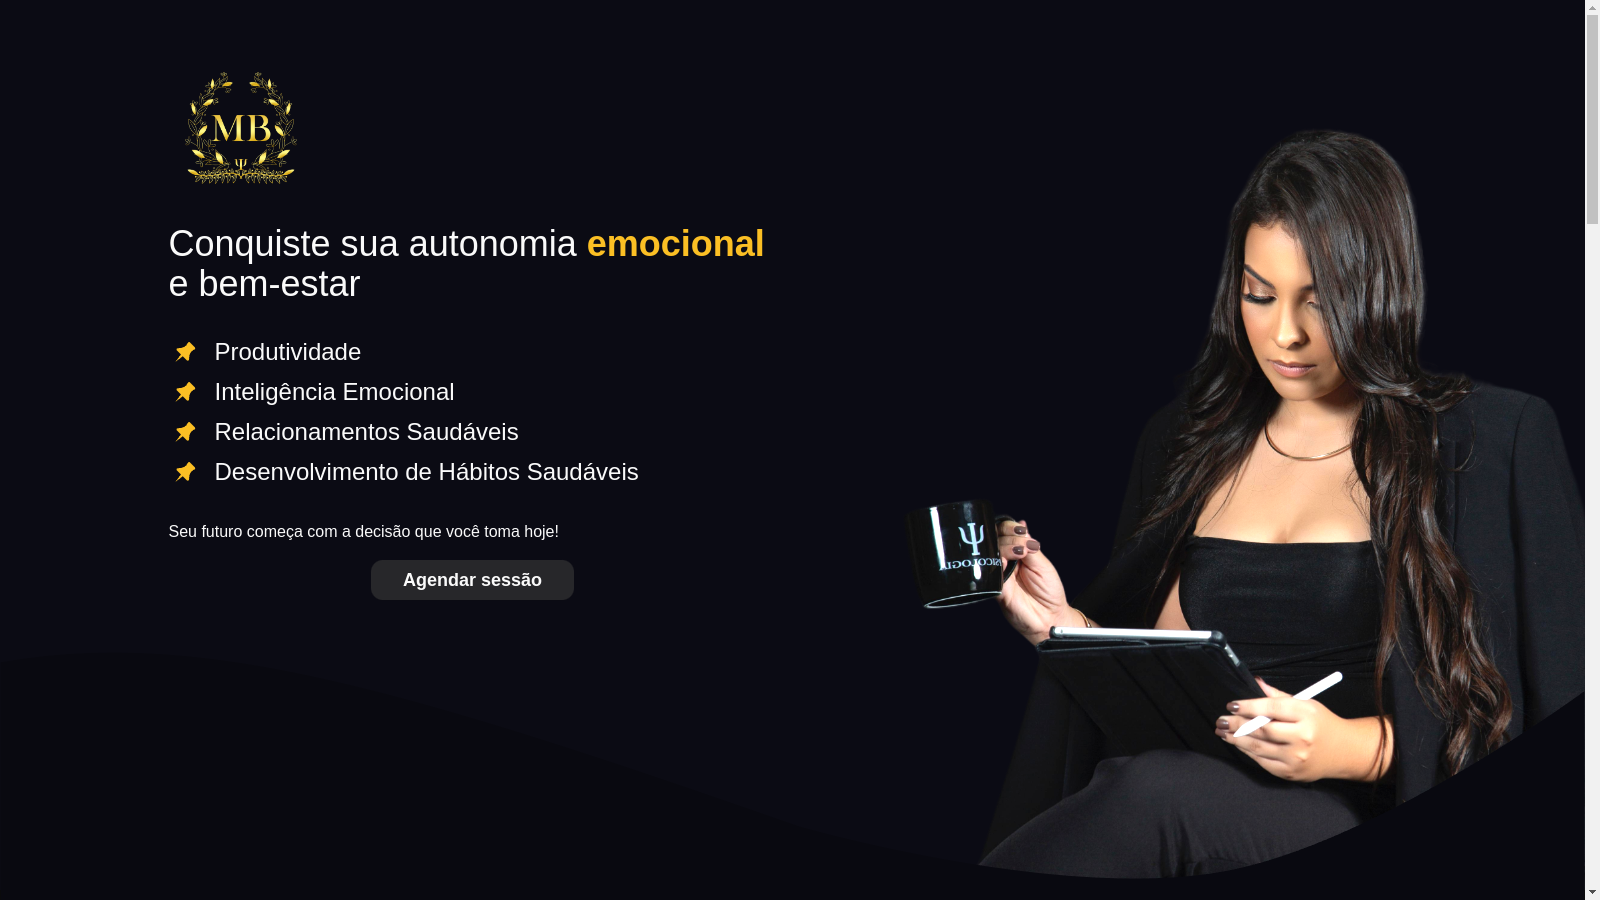 MB
Ψ
Conquiste sua autonomia emocional
e bem-estar
Produtividade
Inteligência Emocional
Relacionamentos Saudáveis
Desenvolvimento de Hábitos Saudáveis
Seu futuro começa com a decisão que você toma hoje!
Agendar sessão
Ψ